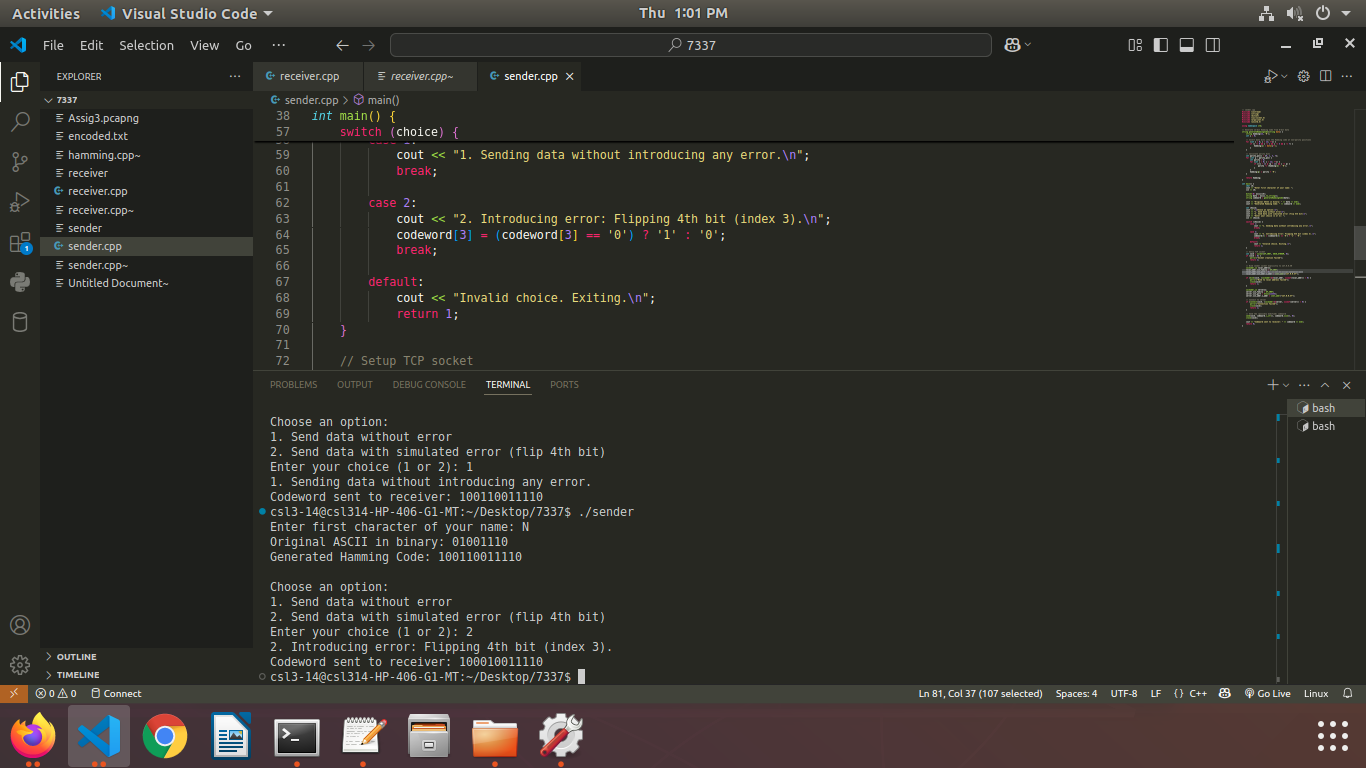 Activities Visual Studio Code Thu 1:01 PM
File Edit Selection View Go ··· 7337
EXPLORER ···
7337
Assig3.pcapng
encoded.txt
hamming.cpp~
receiver
receiver.cpp
receiver.cpp~
sender
sender.cpp
sender.cpp~
Untitled Document~
OUTLINE
TIMELINE
1
receiver.cpp receiver.cpp~ sender.cpp
sender.cpp > main()
38 int main() {
57 switch (choice) {
59 cout << "1. Sending data without introducing any error.\n";
60 break;
61
62 case 2:
63 cout << "2. Introducing error: Flipping 4th bit (index 3).\n";
64 codeword[3] = (codeword[3] == '0') ? '1' : '0';
65 break;
66
67 default:
68 cout << "Invalid choice. Exiting.\n";
69 return 1;
70 }
71
72 // Setup TCP socket
PROBLEMS OUTPUT DEBUG CONSOLE TERMINAL PORTS
bash
bash
Choose an option:
1. Send data without error
2. Send data with simulated error (flip 4th bit)
Enter your choice (1 or 2): 1
1. Sending data without introducing any error.
Codeword sent to receiver: 100110011110
csl3-14@csl314-HP-406-G1-MT:~/Desktop/7337$ ./sender
Enter first character of your name: N
Original ASCII in binary: 01001110
Generated Hamming Code: 100110011110
Choose an option:
1. Send data without error
2. Send data with simulated error (flip 4th bit)
Enter your choice (1 or 2): 2
2. Introducing error: Flipping 4th bit (index 3).
Codeword sent to receiver: 100010011110
csl3-14@csl314-HP-406-G1-MT:~/Desktop/7337$
0 0 Connect Ln 81, Col 37 (107 selected) Spaces: 4 UTF-8 LF {} C++ Go Live Linux